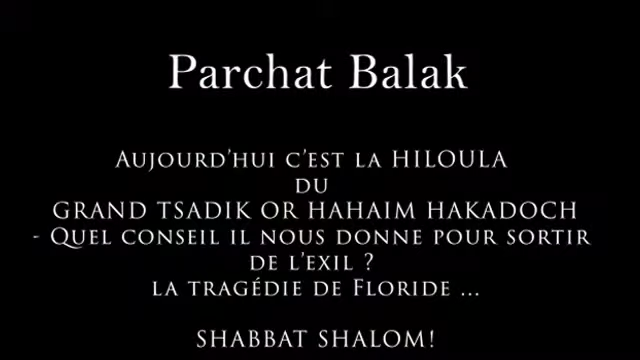 Parchat Balak
Aujourd'hui c'est la HILOULA
du
GRAND TSADIK OR HAHAIM HAKADOCH
- Quel conseil il nous donne pour sortir
de l'exil ?
la tragédie de Floride ...
SHABBAT SHALOM!